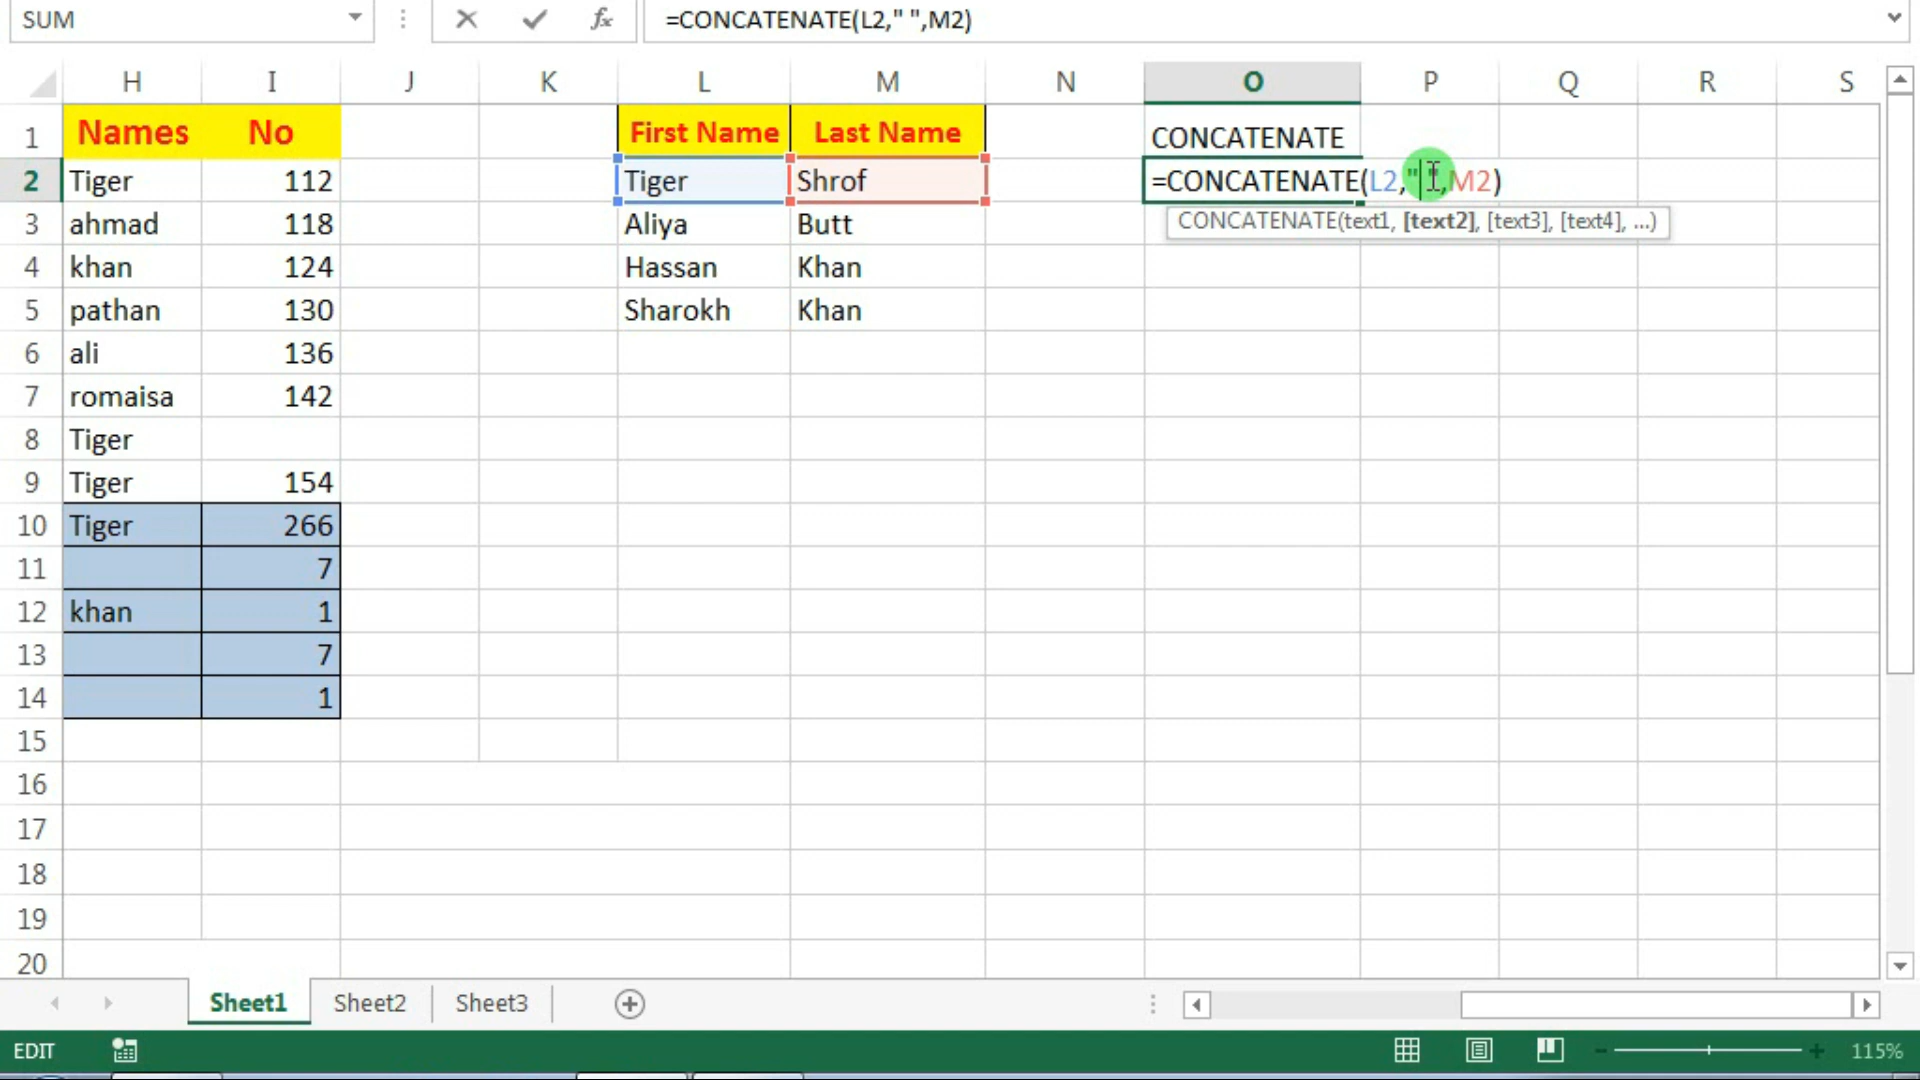 SUM =CONCATENATE(L2," ",M2)
H I J K L M N O P Q R S
1 Names No First Name Last Name CONCATENATE
2 Tiger 112 Tiger Shrof =CONCATENATE(L2," ",M2)
CONCATENATE(text1, [text2], [text3], [text4], ...)
3 ahmad 118 Aliya Butt
4 khan 124 Hassan Khan
5 pathan 130 Sharokh Khan
6 ali 136
7 romaisa 142
8 Tiger
9 Tiger 154
10 Tiger 266
11 7
12 khan 1
13 7
14 1
15
16
17
18
19
20
Sheet1 Sheet2 Sheet3
EDIT 115%